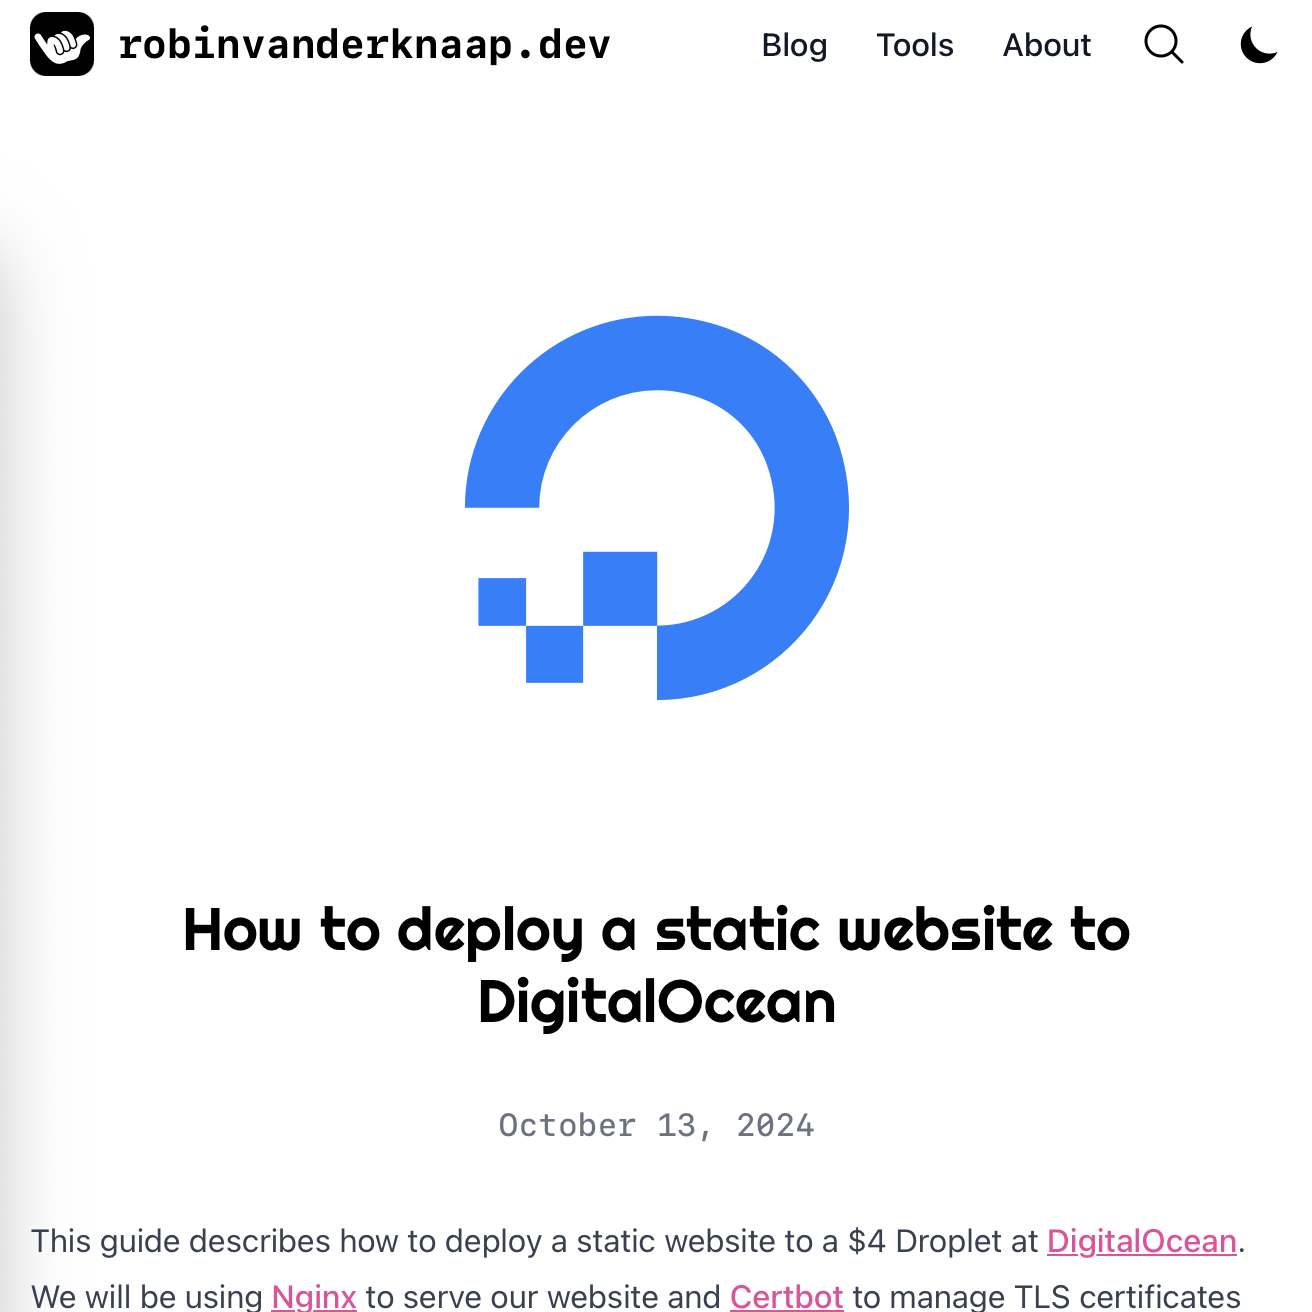 robinvanderknaap.dev Blog Tools About
How to deploy a static website to
DigitalOcean
October 13, 2024
This guide describes how to deploy a static website to a $4 Droplet at DigitalOcean.
We will be using Nginx to serve our website and Certbot to manage TLS certificates